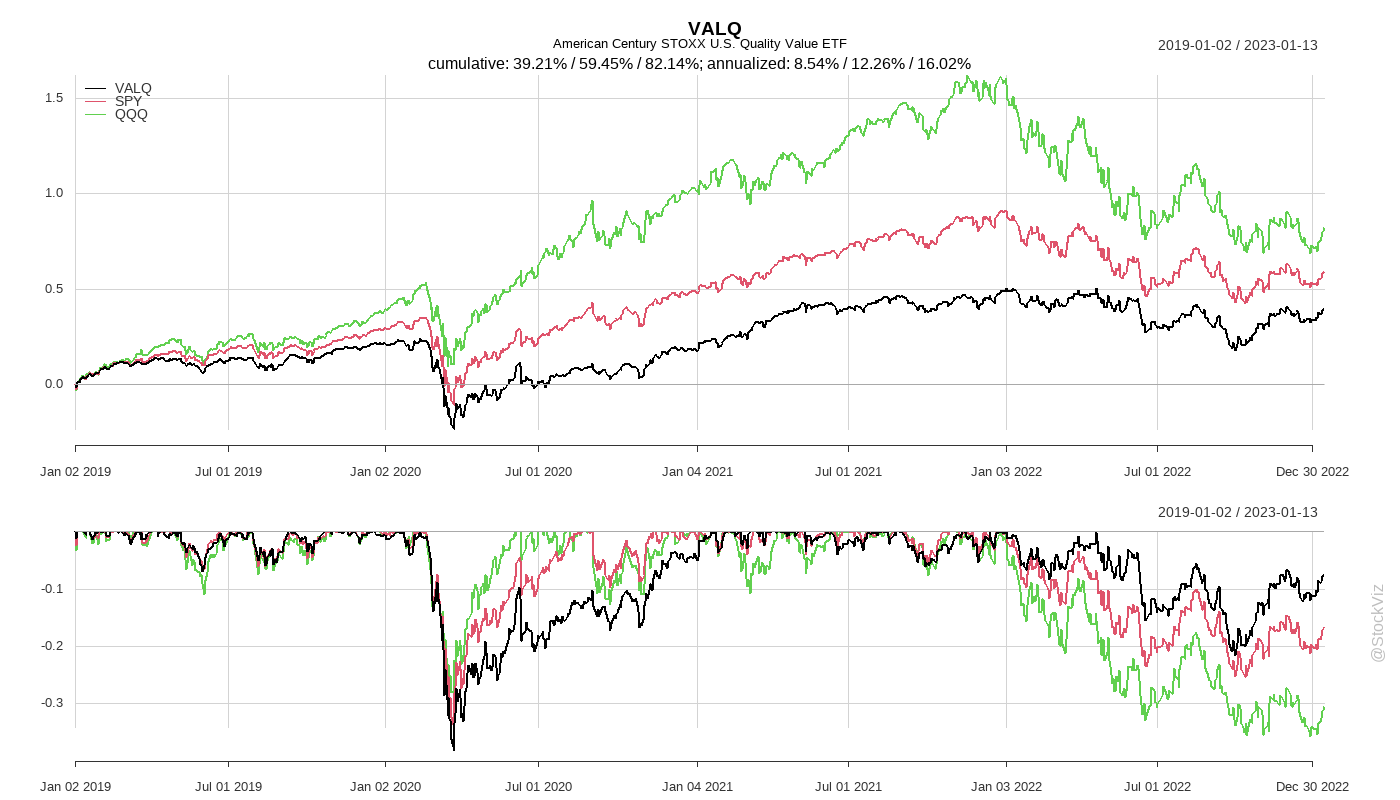 VALQ
American Century STOXX U.S. Quality Value ETF
2019-01-02 / 2023-01-13
cumulative: 39.21% / 59.45% / 82.14%; annualized: 8.54% / 12.26% / 16.02%
VALQ
SPY
QQQ
1.5
1.0
0.5
0.0
Jan 02 2019 Jul 01 2019 Jan 02 2020 Jul 01 2020 Jan 04 2021 Jul 01 2021 Jan 03 2022 Jul 01 2022 Dec 30 2022
2019-01-02 / 2023-01-13
-0.1
-0.2
-0.3
Jan 02 2019 Jul 01 2019 Jan 02 2020 Jul 01 2020 Jan 04 2021 Jul 01 2021 Jan 03 2022 Jul 01 2022 Dec 30 2022
@StockViz